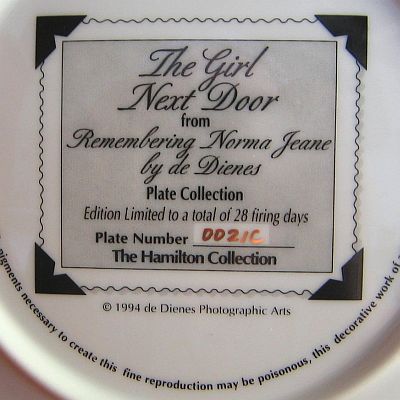 The Girl
Next Door
from
Remembering Norma Jeane
by de Dienes
Plate Collection
Edition Limited to a total of 28 firing days
Plate Number 0021C
The Hamilton Collection
© 1994 de Dienes Photographic Arts
pigments necessary to create this fine reproduction may be poisonous, this decorative work of a